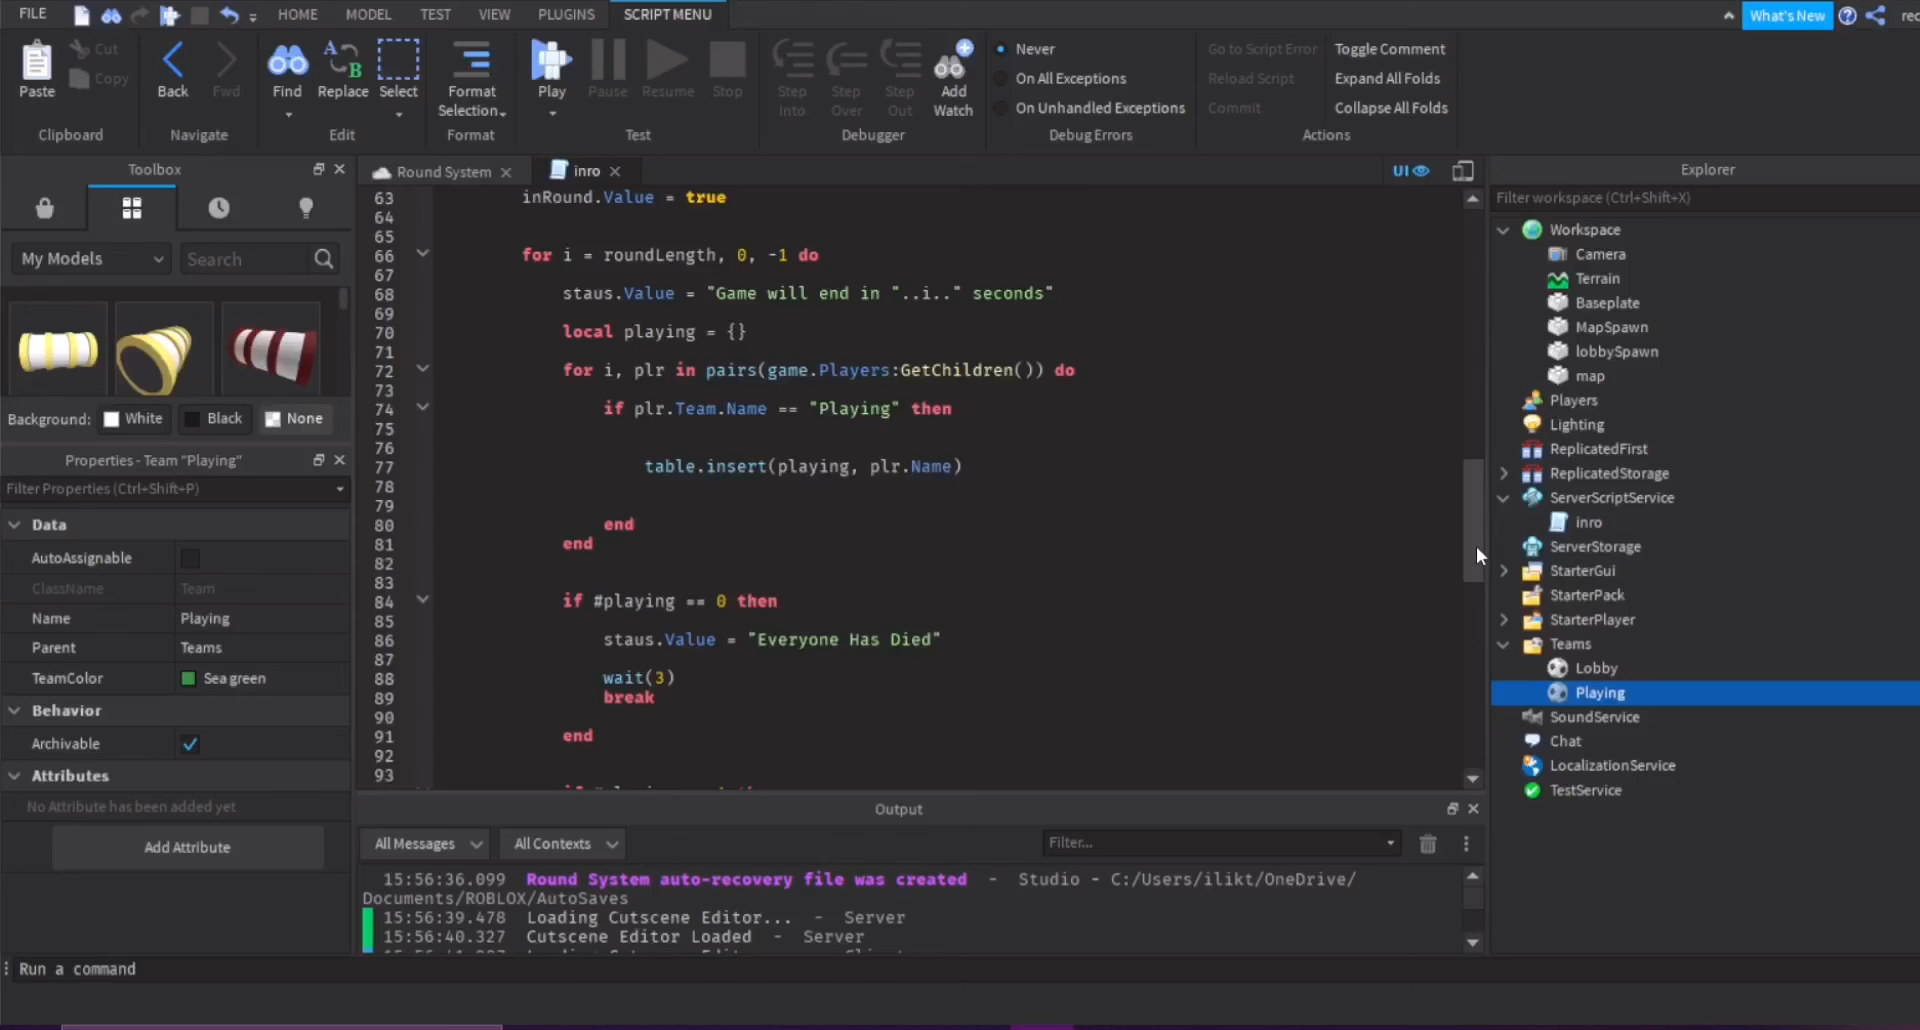 FILE HOME MODEL TEST VIEW PLUGINS SCRIPT MENU What's New
Paste Cut Copy Clipboard
Back Fwd Navigate
Find Replace Select Edit
Format Selection Format
Play Pause Resume Stop Test
Step Into Step Over Step Out Add Watch Debugger
Never
On All Exceptions
On Unhandled Exceptions
Debug Errors
Go to Script Error
Reload Script
Commit
Toggle Comment
Expand All Folds
Collapse All Folds
Actions
Toolbox
My Models Search
Background: White Black None
Properties - Team "Playing"
Filter Properties (Ctrl+Shift+P)
Data
AutoAssignable
ClassName Team
Name Playing
Parent Teams
TeamColor Sea green
Behavior
Archivable
Attributes
No Attribute has been added yet
Add Attribute
Round System inro UI
63 inRound.Value = true
64
65
66 for i = roundLength, 0, -1 do
67
68 staus.Value = "Game will end in "..i.." seconds"
69
70 local playing = {}
71
72 for i, plr in pairs(game.Players:GetChildren()) do
73
74 if plr.Team.Name == "Playing" then
75
76
77 table.insert(playing, plr.Name)
78
79
80 end
81 end
82
83
84 if #playing == 0 then
85
86 staus.Value = "Everyone Has Died"
87
88 wait(3)
89 break
90
91 end
92
93
Output
All Messages All Contexts Filter...
15:56:36.099 Round System auto-recovery file was created - Studio - C:/Users/ilikt/OneDrive/
Documents/ROBLOX/AutoSaves
15:56:39.478 Loading Cutscene Editor... - Server
15:56:40.327 Cutscene Editor Loaded - Server
Run a command
Explorer
Filter workspace (Ctrl+Shift+X)
Workspace
Camera
Terrain
Baseplate
MapSpawn
lobbySpawn
map
Players
Lighting
ReplicatedFirst
ReplicatedStorage
ServerScriptService
inro
ServerStorage
StarterGui
StarterPack
StarterPlayer
Teams
Lobby
Playing
SoundService
Chat
LocalizationService
TestService